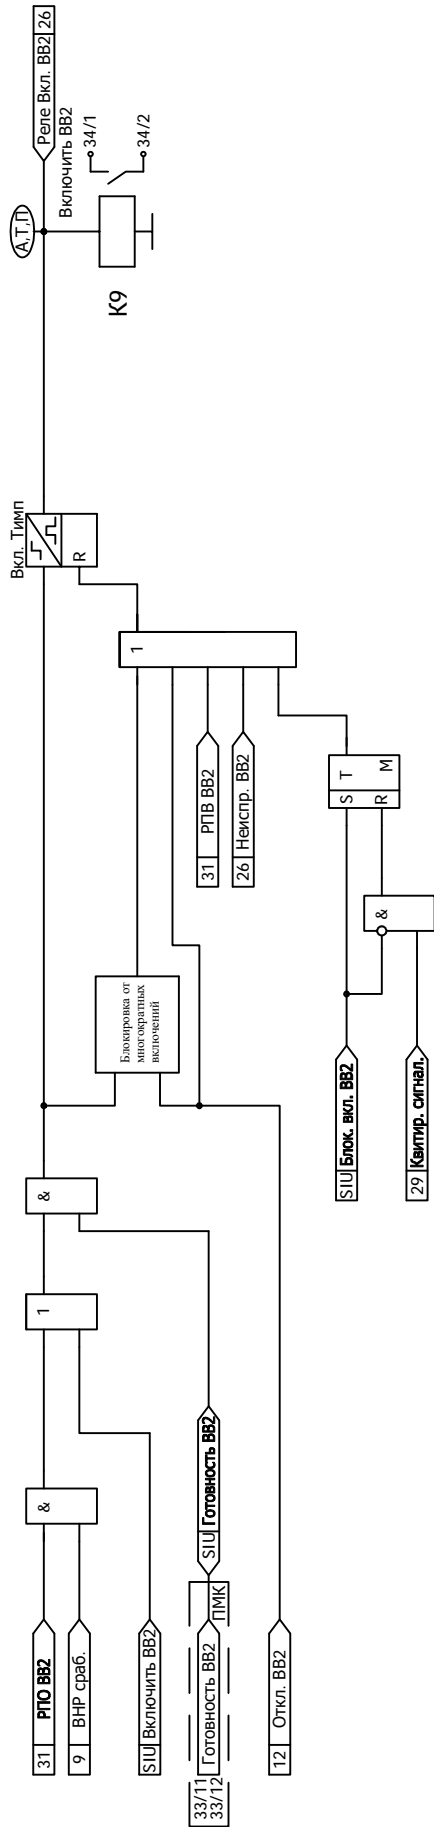 31 РПО ВВ2
9 ВНР сраб.
SIU Включить ВВ2
33/11
33/12
Готовность ВВ2
ПМК
SIU Готовность ВВ2
12 Откл. ВВ2
&
1
&
Блокировка от
многократных
включений
SIU Блок. вкл. ВВ2
29 Квитир. сигнал.
&
S T
R M
31 РПВ ВВ2
26 Неиспр. ВВ2
1
Вкл. Тимп
R
А,Т,П
Реле Вкл. ВВ2 26
Включить ВВ2
К9
34/1
34/2